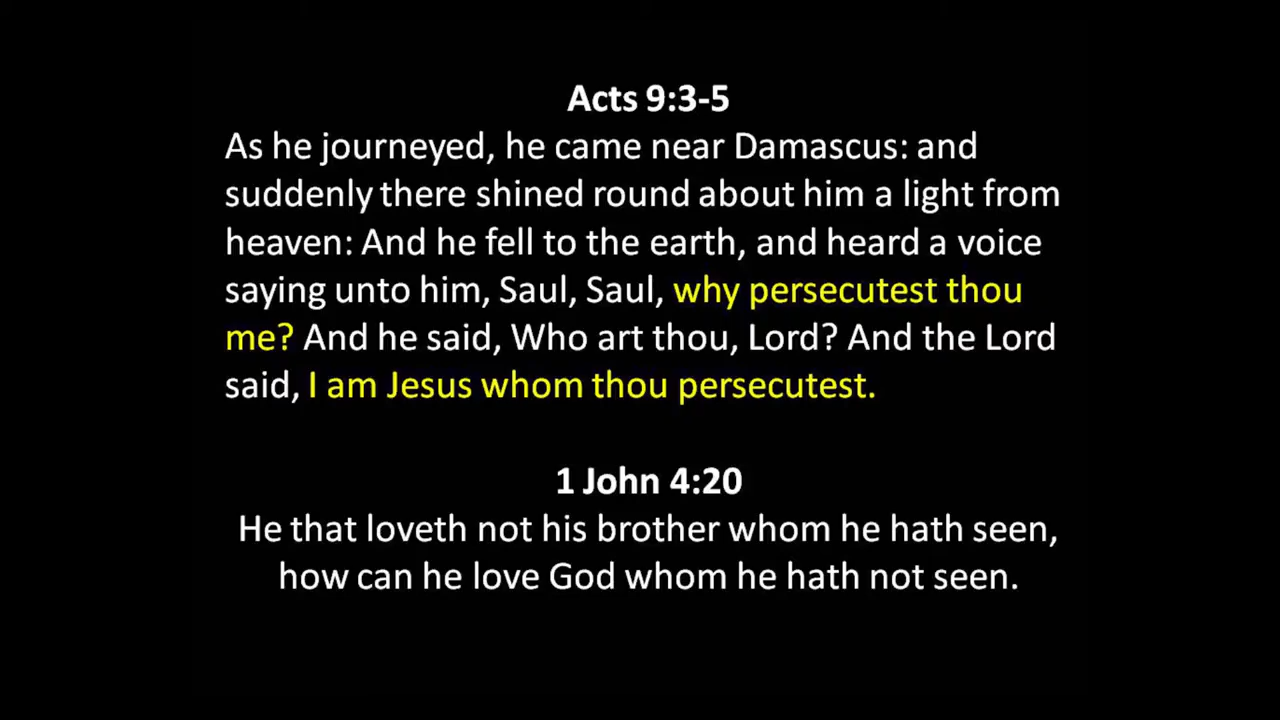 Acts 9:3-5
As he journeyed, he came near Damascus: and
suddenly there shined round about him a light from
heaven: And he fell to the earth, and heard a voice
saying unto him, Saul, Saul, why persecutest thou
me? And he said, Who art thou, Lord? And the Lord
said, I am Jesus whom thou persecutest.
1 John 4:20
He that loveth not his brother whom he hath seen,
how can he love God whom he hath not seen.